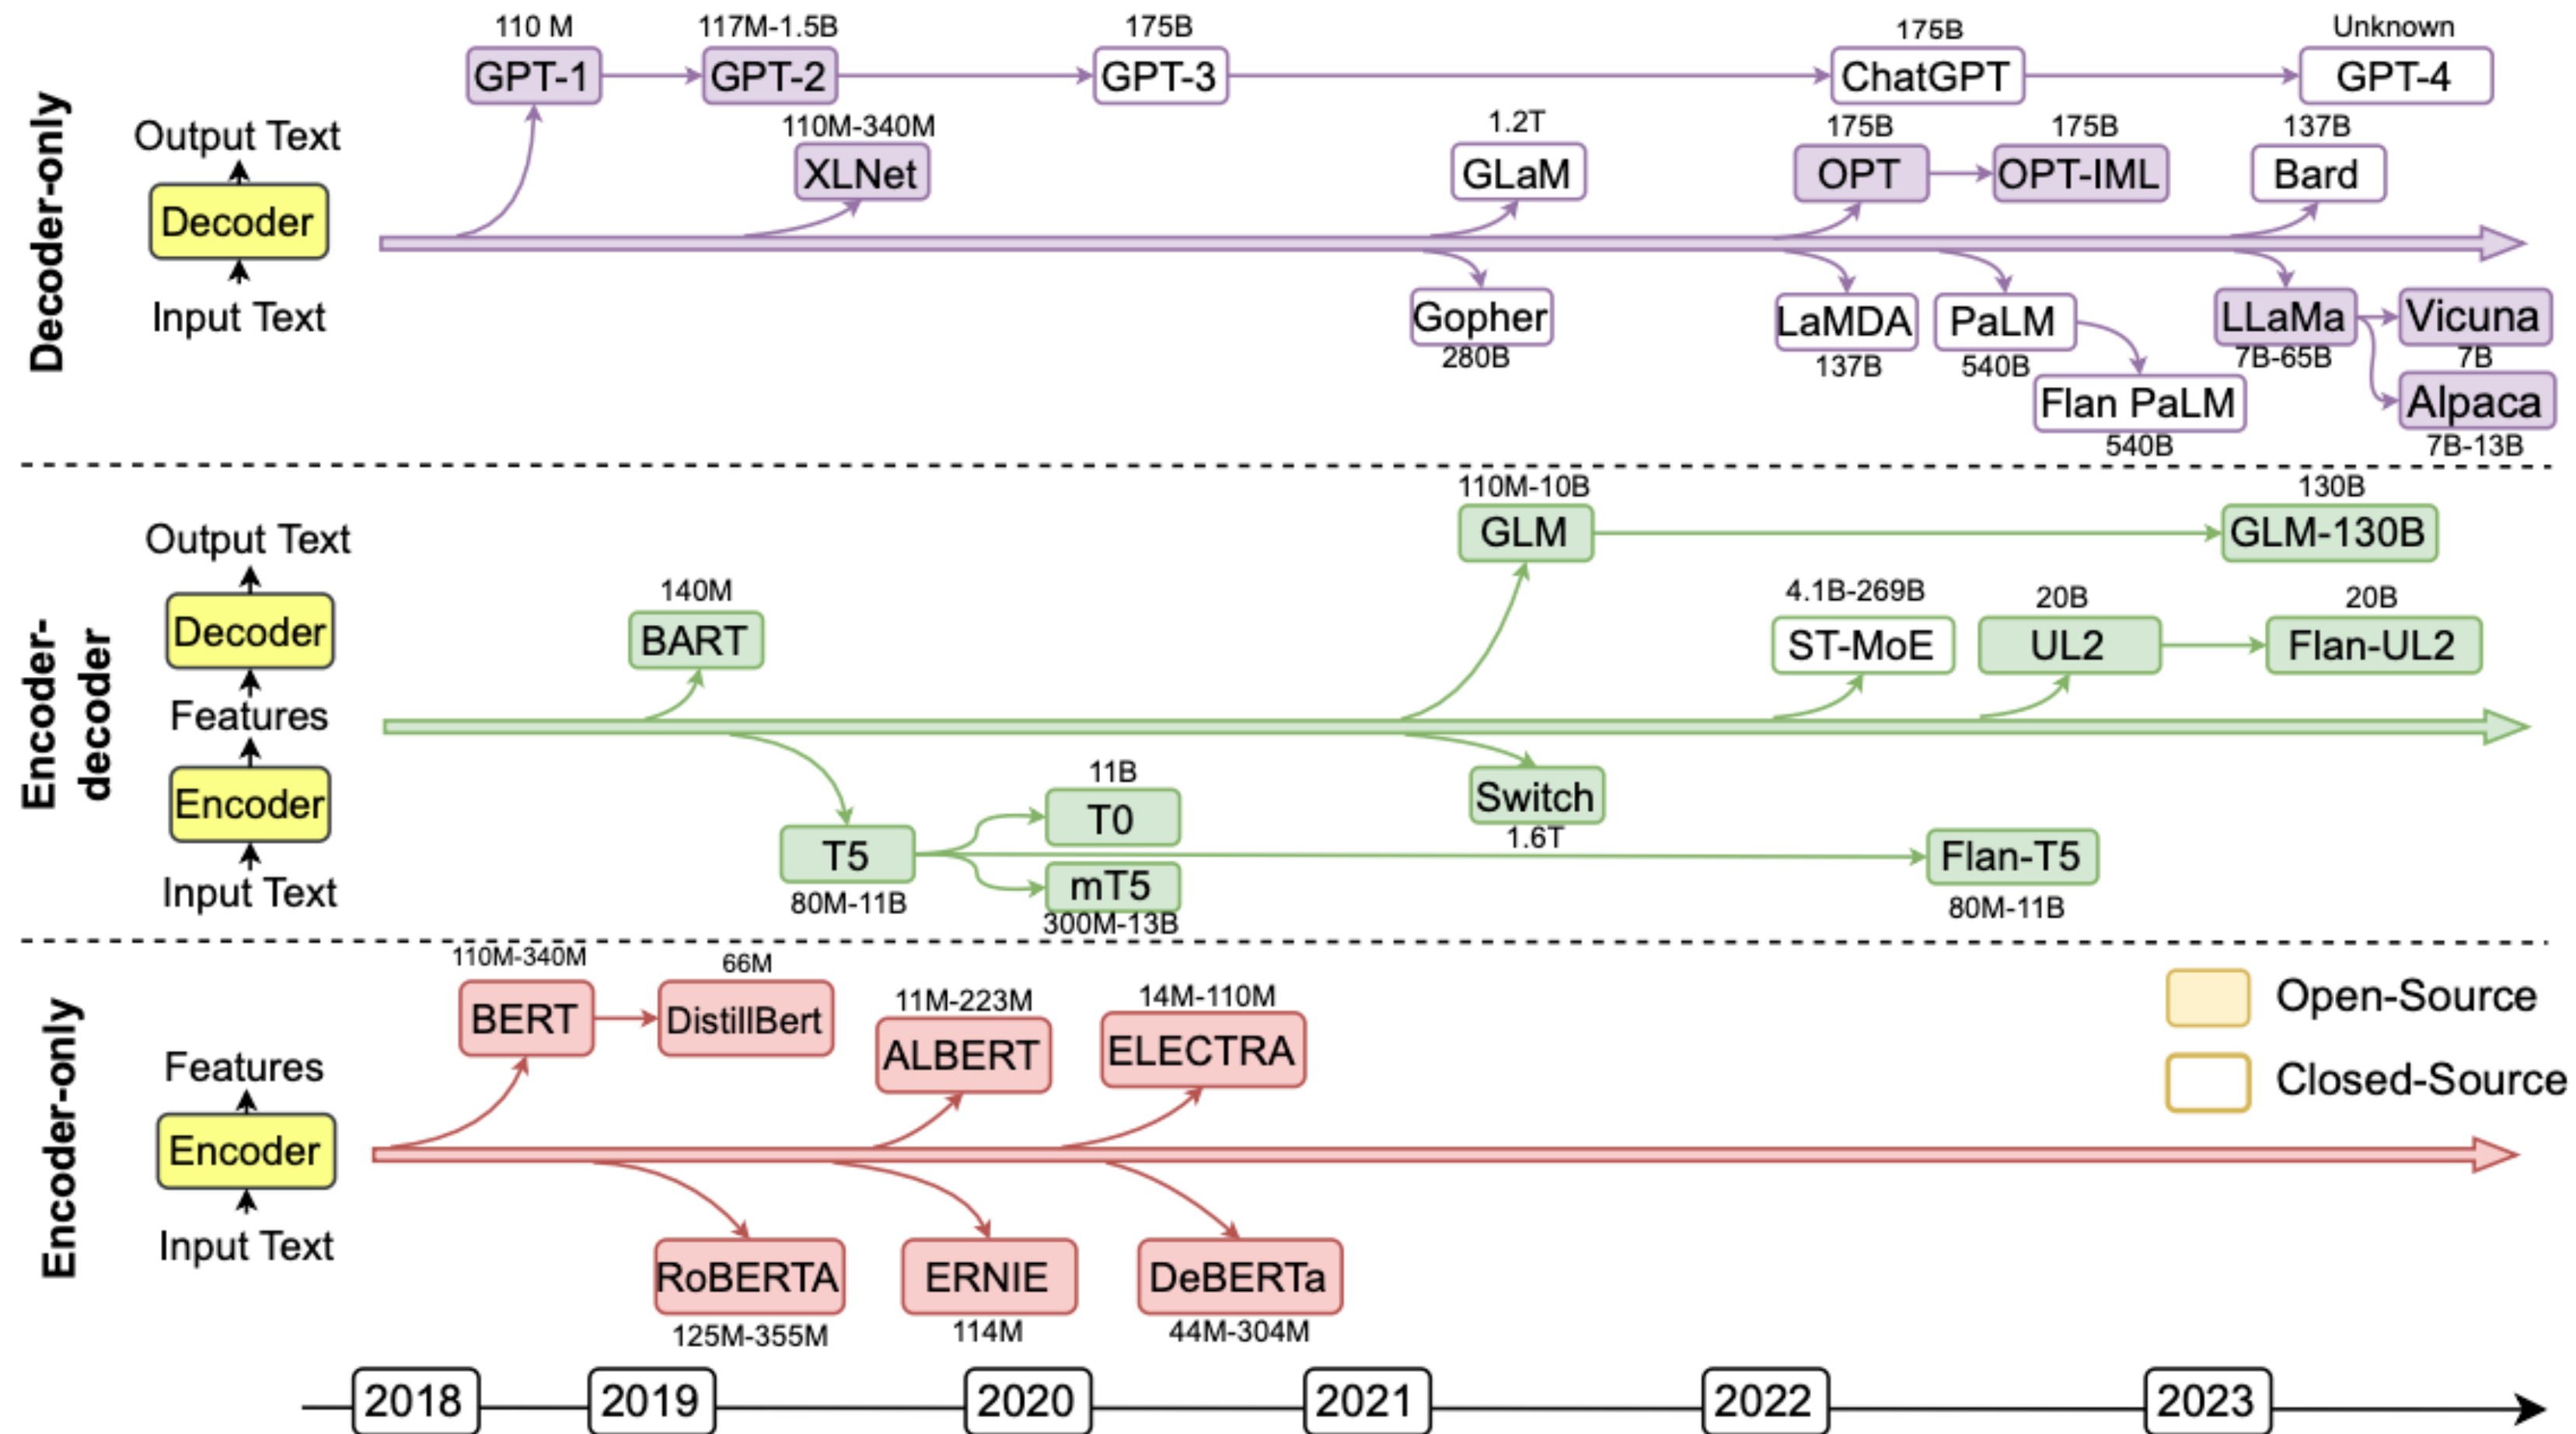 Decoder-only
Output Text
Decoder
Input Text
110 M
GPT-1
117M-1.5B
GPT-2
175B
GPT-3
175B
ChatGPT
Unknown
GPT-4
110M-340M
XLNet
1.2T
GLaM
175B
OPT
175B
OPT-IML
137B
Bard
Gopher
280B
LaMDA
137B
PaLM
540B
Flan PaLM
540B
LLaMa
7B-65B
Vicuna
7B
Alpaca
7B-13B
Encoder-
decoder
Output Text
Decoder
Features
Encoder
Input Text
110M-10B
GLM
130B
GLM-130B
140M
BART
4.1B-269B
ST-MoE
20B
UL2
20B
Flan-UL2
T5
80M-11B
11B
T0
mT5
300M-13B
Switch
1.6T
Flan-T5
80M-11B
Encoder-only
Features
Encoder
Input Text
110M-340M
BERT
66M
DistillBert
11M-223M
ALBERT
14M-110M
ELECTRA
RoBERTA
125M-355M
ERNIE
114M
DeBERTa
44M-304M
Open-Source
Closed-Source
2018
2019
2020
2021
2022
2023